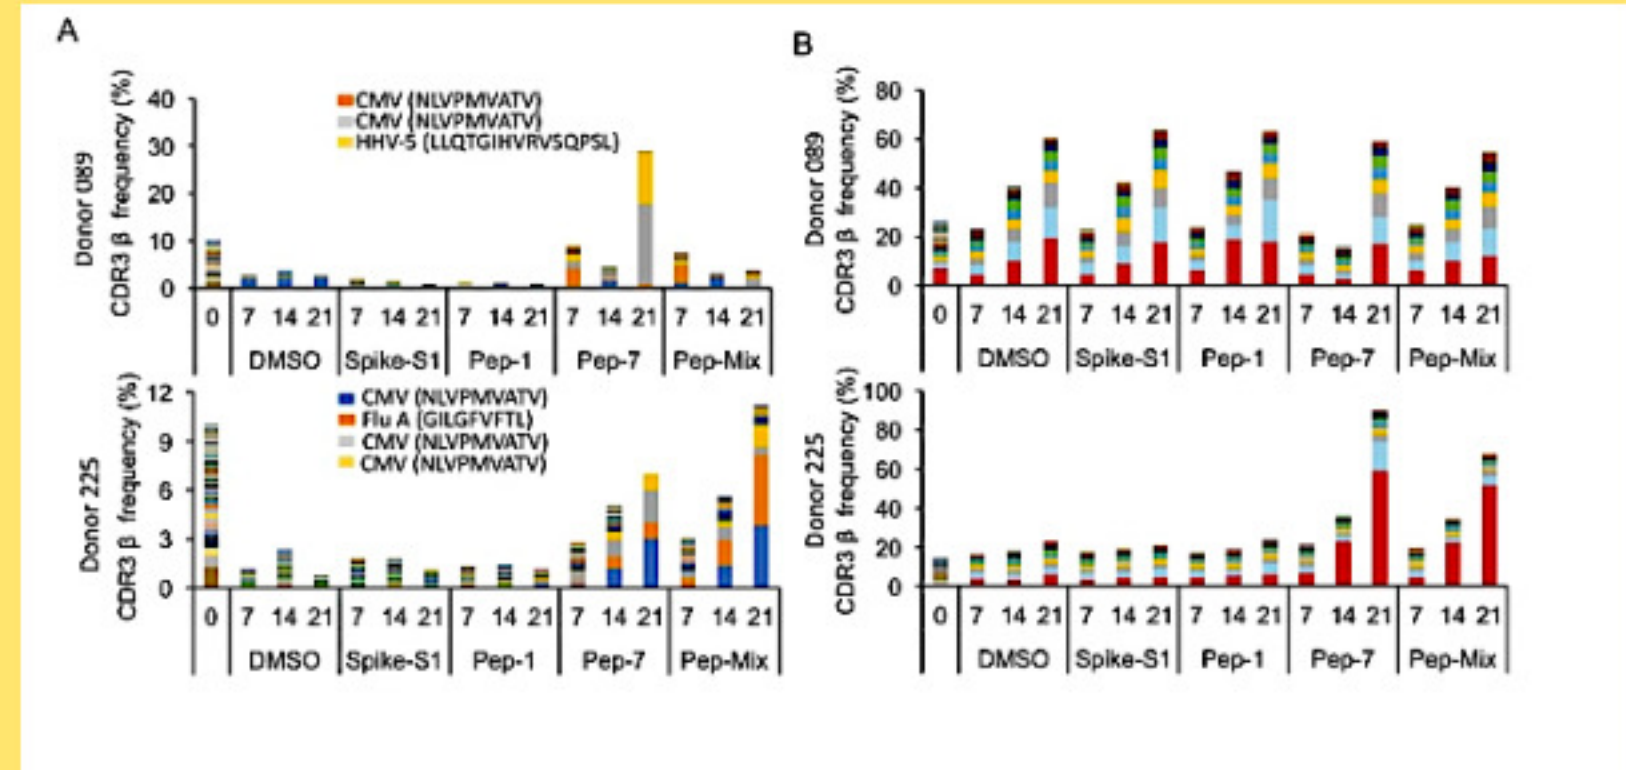 A
Donor 089
CDR3 β frequency (%)
40
30
20
10
0
CMV (NLVPMVATV)
CMV (NLVPMVATV)
HHV-5 (LLQTGIHVRVSQPSL)
0 7 14 21 7 14 21 7 14 21 7 14 21 7 14 21
DMSO Spike-S1 Pep-1 Pep-7 Pep-Mix
Donor 225
CDR3 β frequency (%)
12
9
6
3
0
CMV (NLVPMVATV)
Flu A (GILGFVFTL)
CMV (NLVPMVATV)
CMV (NLVPMVATV)
0 7 14 21 7 14 21 7 14 21 7 14 21 7 14 21
DMSO Spike-S1 Pep-1 Pep-7 Pep-Mix
B
Donor 089
CDR3 β frequency (%)
80
60
40
20
0
0 7 14 21 7 14 21 7 14 21 7 14 21 7 14 21
DMSO Spike-S1 Pep-1 Pep-7 Pep-Mix
Donor 225
CDR3 β frequency (%)
100
80
60
40
20
0
0 7 14 21 7 14 21 7 14 21 7 14 21 7 14 21
DMSO Spike-S1 Pep-1 Pep-7 Pep-Mix